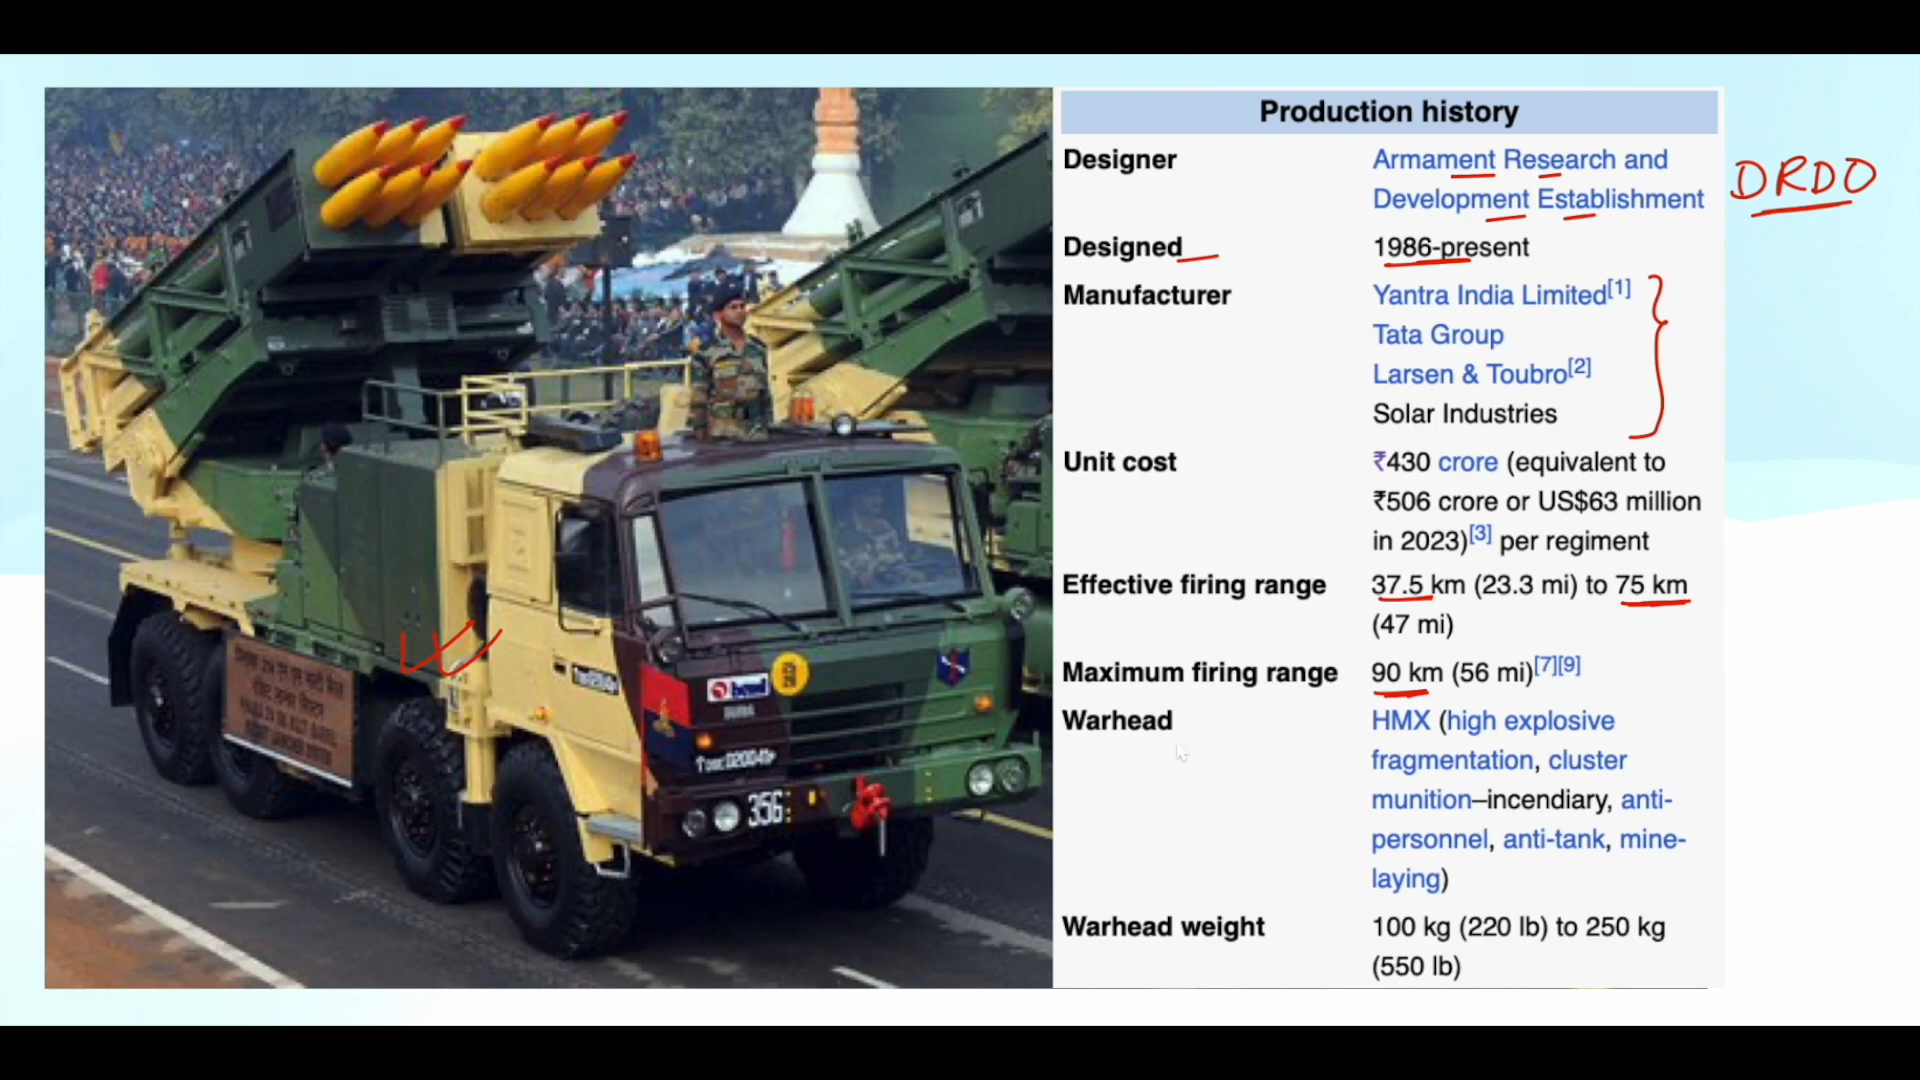 Production history
Designer
Armament Research and
Development Establishment
DRDO
Designed
1986-present
Manufacturer
Yantra India Limited[1]
Tata Group
Larsen & Toubro[2]
Solar Industries
Unit cost
₹430 crore (equivalent to
₹506 crore or US$63 million
in 2023)[3] per regiment
Effective firing range
37.5 km (23.3 mi) to 75 km
(47 mi)
Maximum firing range
90 km (56 mi)[7][9]
Warhead
HMX (high explosive
fragmentation, cluster
munition–incendiary, anti-
personnel, anti-tank, mine-
laying)
Warhead weight
100 kg (220 lb) to 250 kg
(550 lb)
356